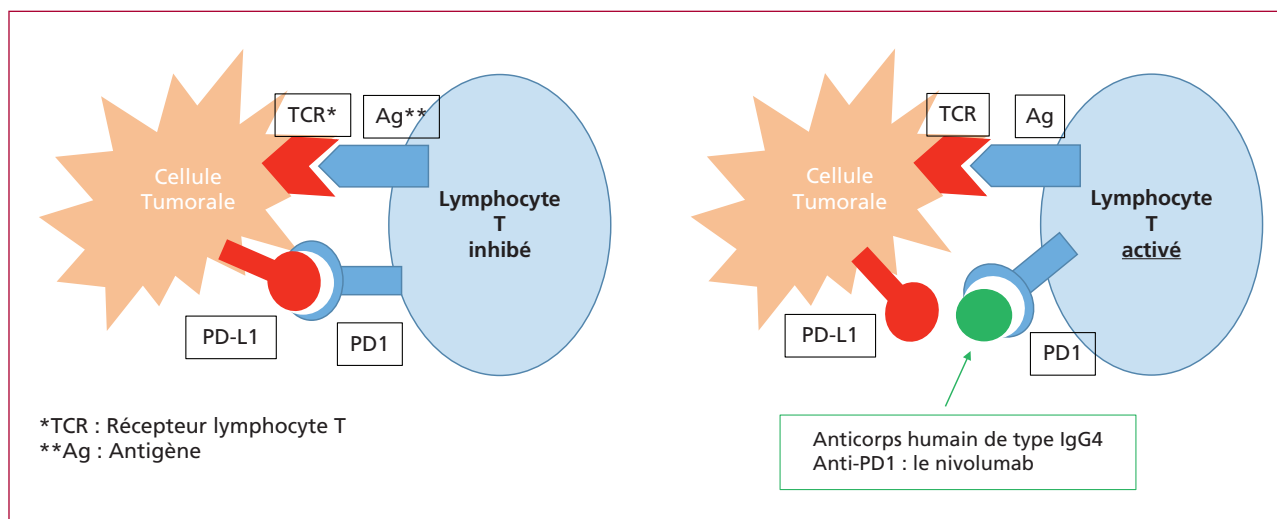 TCR*
Ag**
Cellule
Tumorale
Lymphocyte
T
inhibé
PD-L1
PD1
*TCR : Récepteur lymphocyte T
**Ag : Antigène
TCR
Ag
Cellule
Tumorale
Lymphocyte
T
activé
PD-L1
PD1
Anticorps humain de type IgG4
Anti-PD1 : le nivolumab